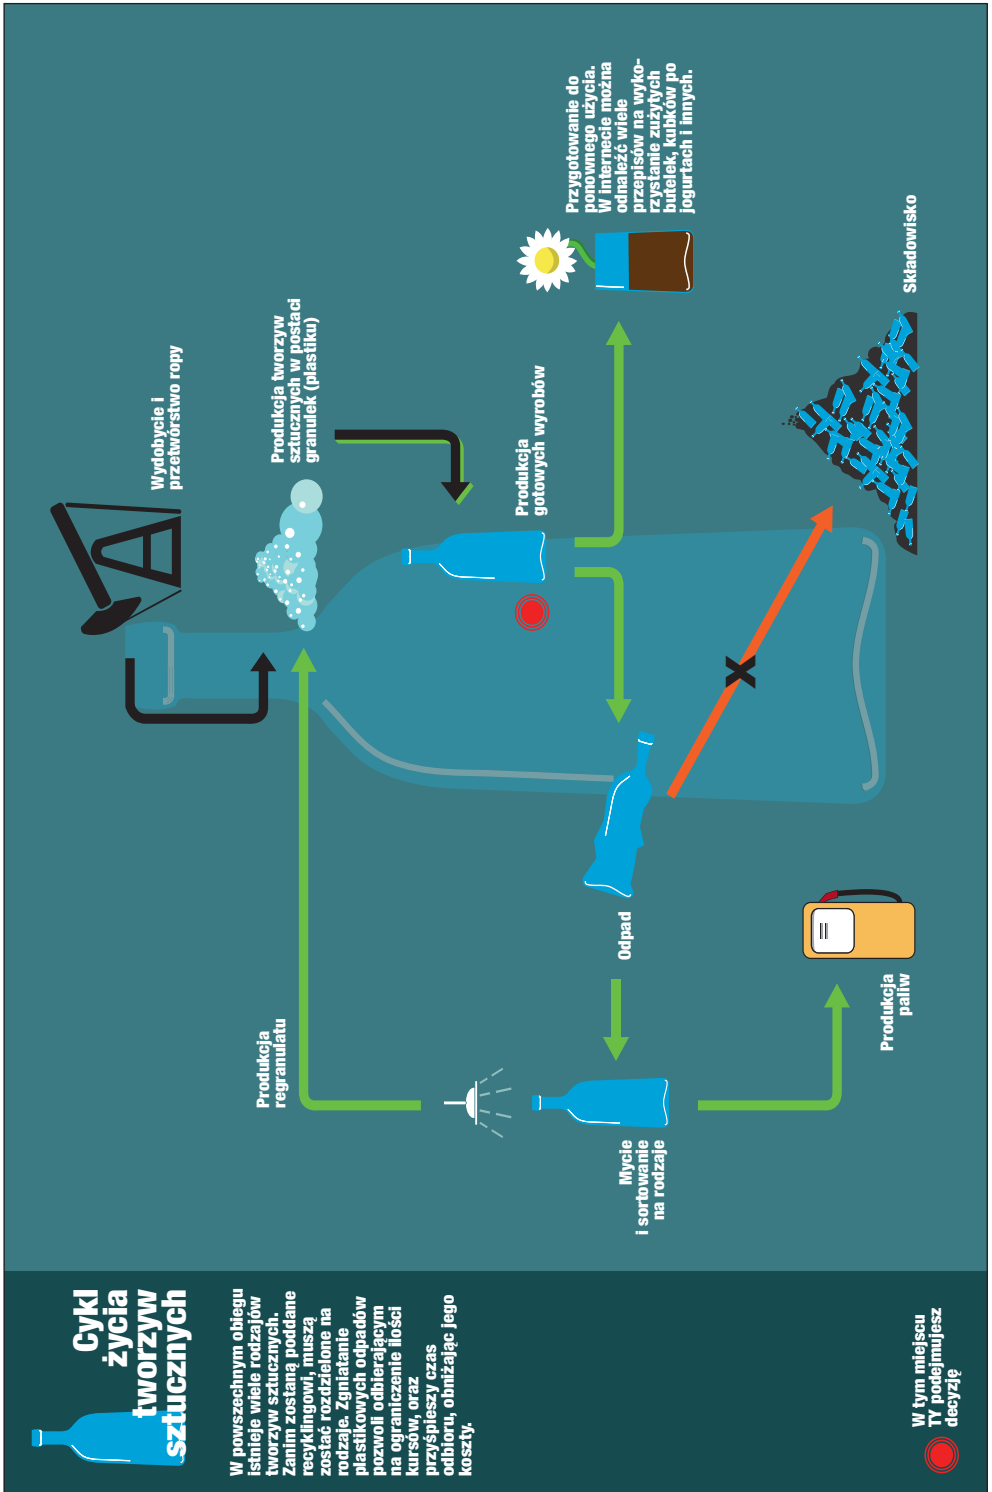 Cykl
życia
tworzyw
sztucznych
W powszechnym obiegu
istnieje wiele rodzajów
tworzyw sztucznych.
Zanim zostaną poddane
recyklingowi, muszą
zostać rozdzielone na
rodzaje. Zgniatanie
plastikowych odpadów
pozwoli odbierającym
na ograniczenie ilości
kursów, oraz
przyśpieszy czas
odbioru, obniżając jego
koszty.
W tym miejscu
TY podejmujesz
decyzję
Wydobycie i
przetwórstwo ropy
Produkcja tworzyw
sztucznych w postaci
granulek (plastiku)
Produkcja
gotowych wyrobów
Przygotowanie do
ponownego użycia.
W internecie można
odnaleźć wiele
przepisów na wyko-
rzystanie zużytych
butelek, kubków po
jogurtach i innych.
Produkcja
regranulatu
Mycie
i sortowanie
na rodzaje
Odpad
Produkcja
paliw
Składowisko